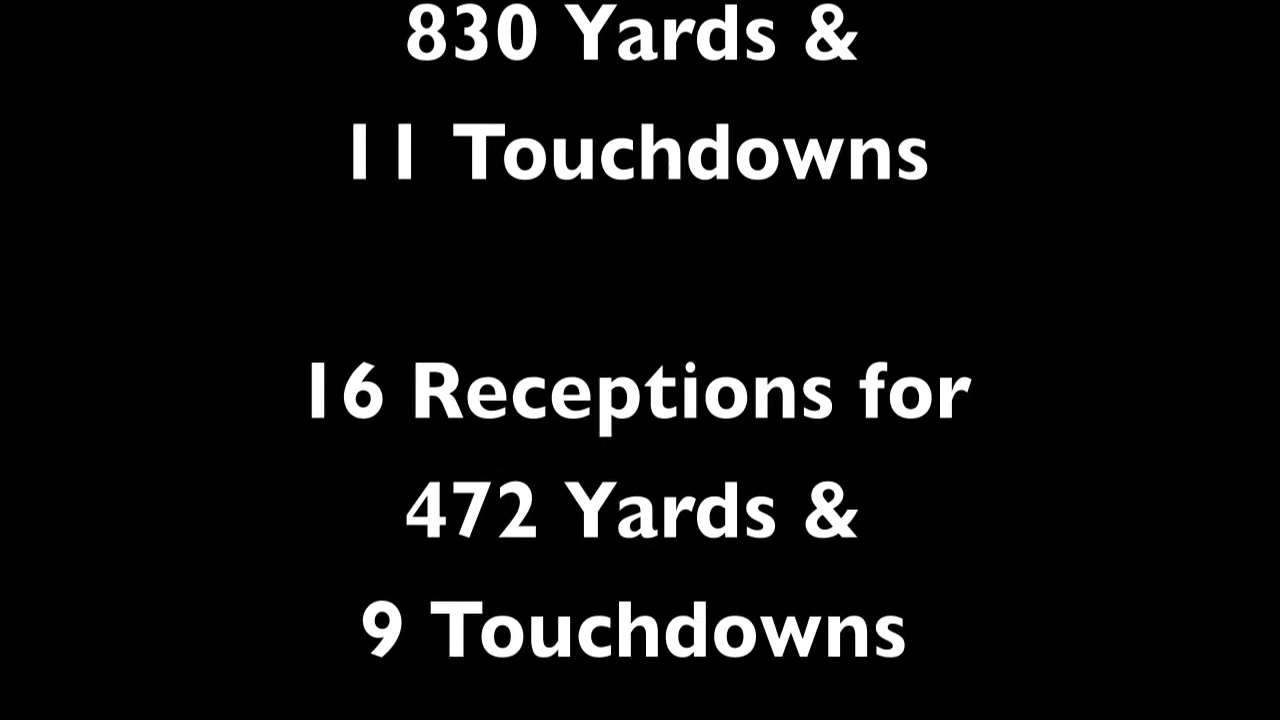 830 Yards &
11 Touchdowns
16 Receptions for
472 Yards &
9 Touchdowns